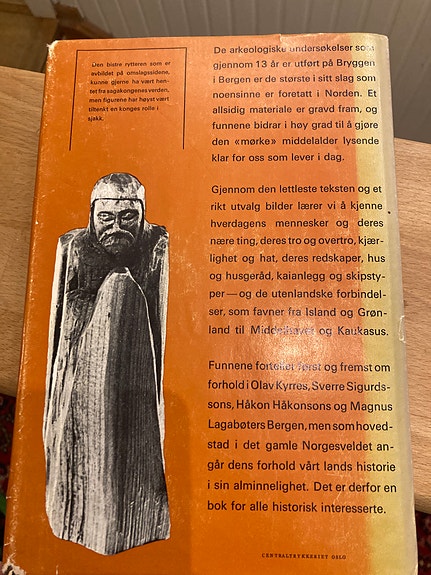 Den bistre rytteren som er
avbildet på omslagssidene,
kunne gjerne ha vært hen-
tet fra sagakongenes verden,
men figurene har høyst vært
tiltenkt en konges rolle i
sjakk.
De arkeologiske undersøkelser som
gjennom 13 år er utført på Bryggen
i Bergen er de største i sitt slag som
noensinne er foretatt i Norden. Et
allsidig materiale er gravd fram, og
funnene bidrar i høy grad til å gjøre
den «mørke» middelalder lysende
klar for oss som lever i dag.
Gjennom den lettleste teksten og et
rikt utvalg bilder lærer vi å kjenne
hverdagens mennesker og deres
nære ting, deres tro og overtro, kjær-
lighet og hat, deres redskaper, hus
og husgeråd, kaianlegg og skipsty-
per — og de utenlandske forbindel-
ser, som favner fra Island og Grøn-
land til Middelhavet og Kaukasus.
Funnene forteller først og fremst om
forhold i Olav Kyrres, Sverre Sigurds-
sons, Håkon Håkonsons og Magnus
Lagabøters Bergen, men som hoved-
stad i det gamle Norgesveldet an-
går dens forhold vårt lands historie
i sin alminnelighet. Det er derfor en
bok for alle historisk interesserte.
CENTRALTRYKKERIET OSLO